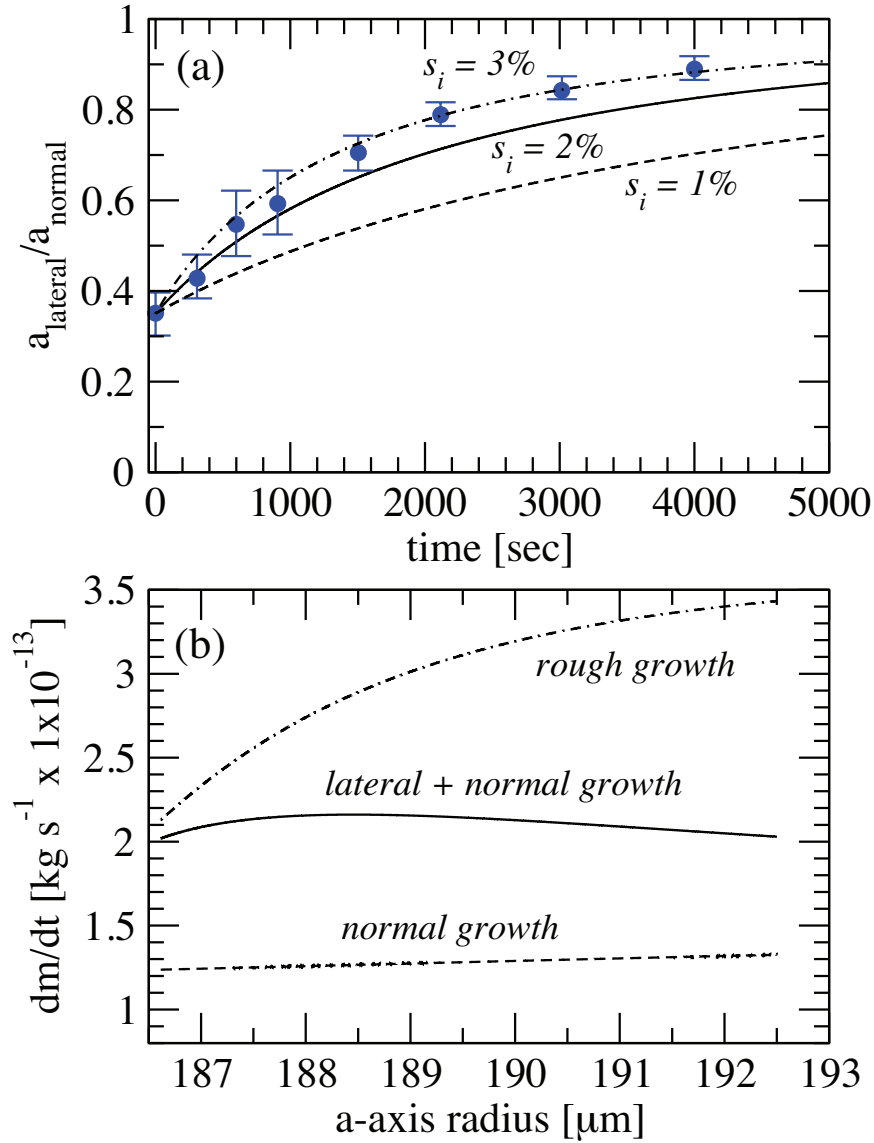 1
(a)
s_i = 3%
0.8
s_i = 2%
s_i = 1%
0.6
0.4
0.2
0
a_lateral/a_normal
0 1000 2000 3000 4000 5000
time [sec]
3.5
(b)
rough growth
3
lateral + normal growth
2.5
2
normal growth
1.5
1
dm/dt [kg s^-1 x 1x10^-13]
187 188 189 190 191 192 193
a-axis radius [μm]